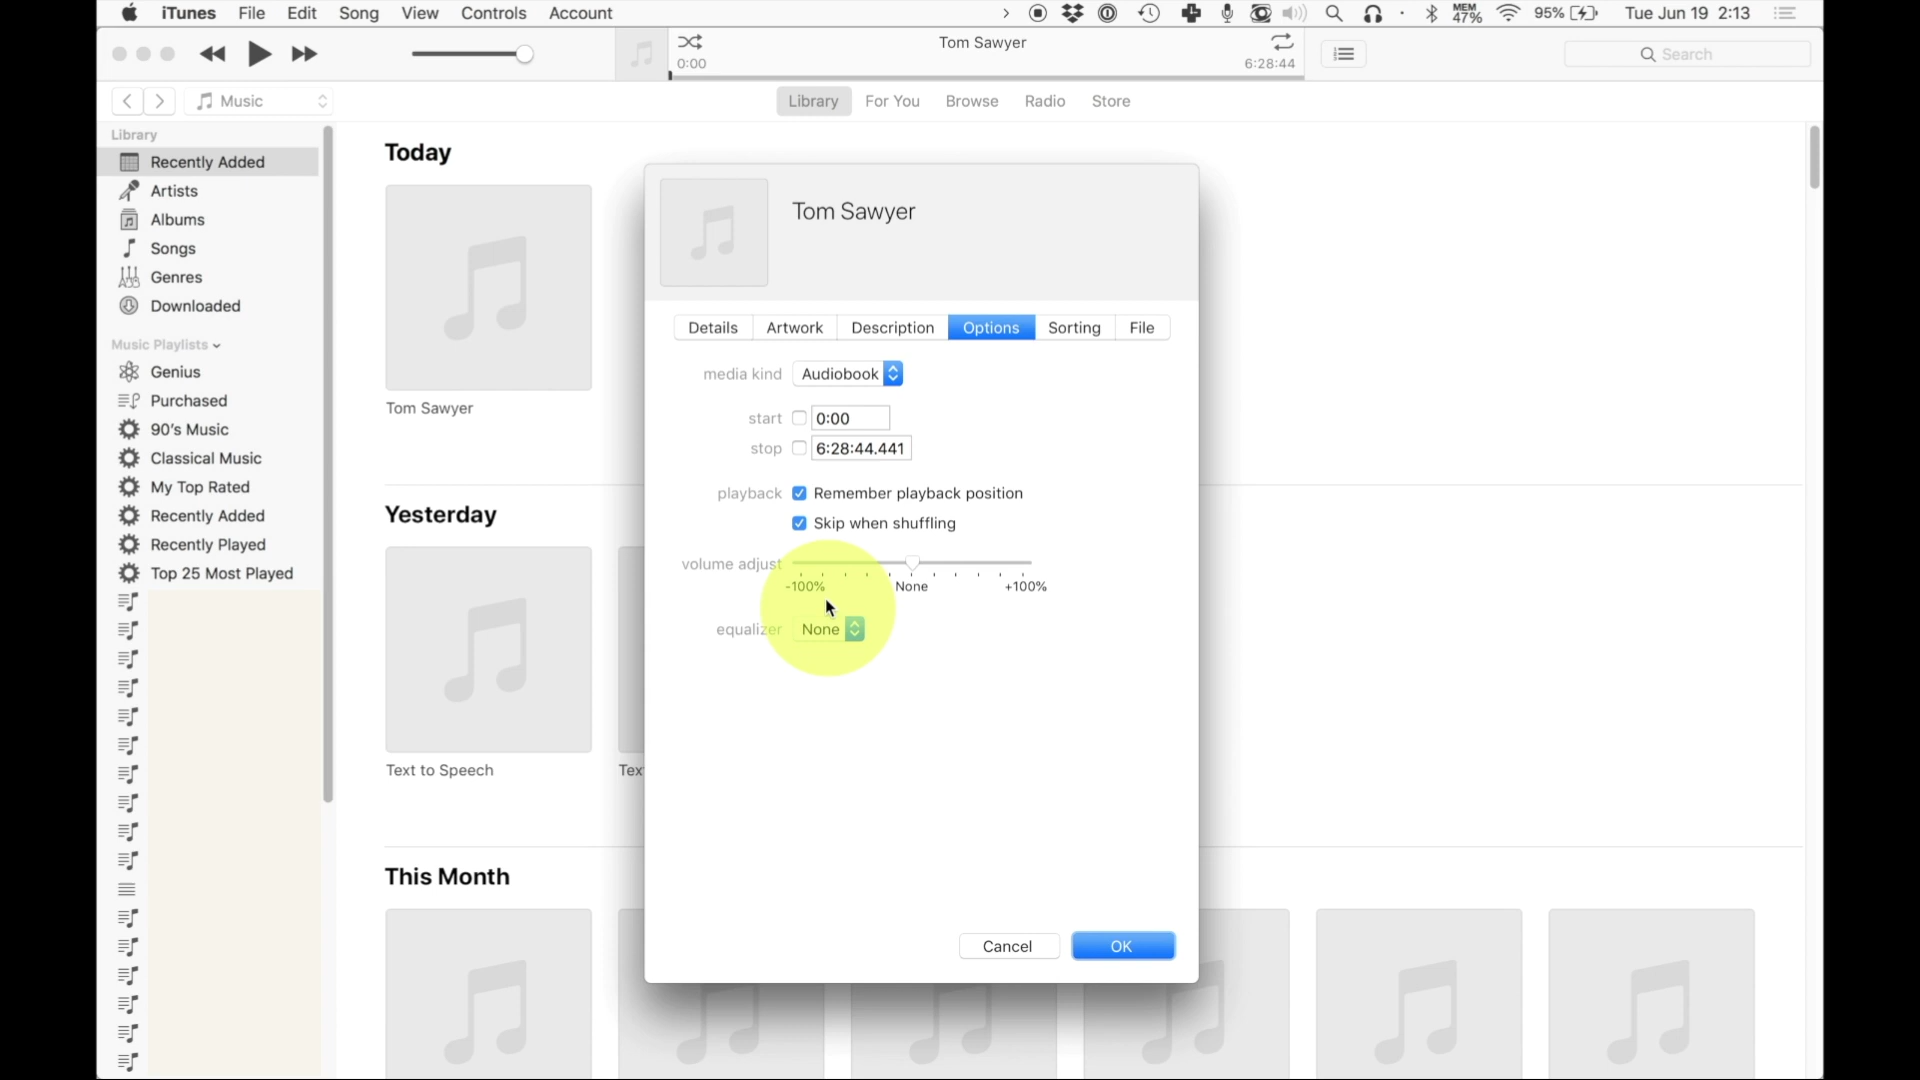 iTunes File Edit Song View Controls Account MEM 47% 95% Tue Jun 19 2:13
Tom Sawyer
0:00 6:28:44
Search
Music
Library For You Browse Radio Store
Library
Recently Added
Artists
Albums
Songs
Genres
Downloaded
Music Playlists
Genius
Purchased
90's Music
Classical Music
My Top Rated
Recently Added
Recently Played
Top 25 Most Played
Today
Tom Sawyer
Yesterday
Text to Speech
Tex
This Month
Tom Sawyer
Details Artwork Description Options Sorting File
media kind Audiobook
start 0:00
stop 6:28:44.441
playback Remember playback position
Skip when shuffling
volume adjust
-100% None +100%
equalizer None
Cancel OK